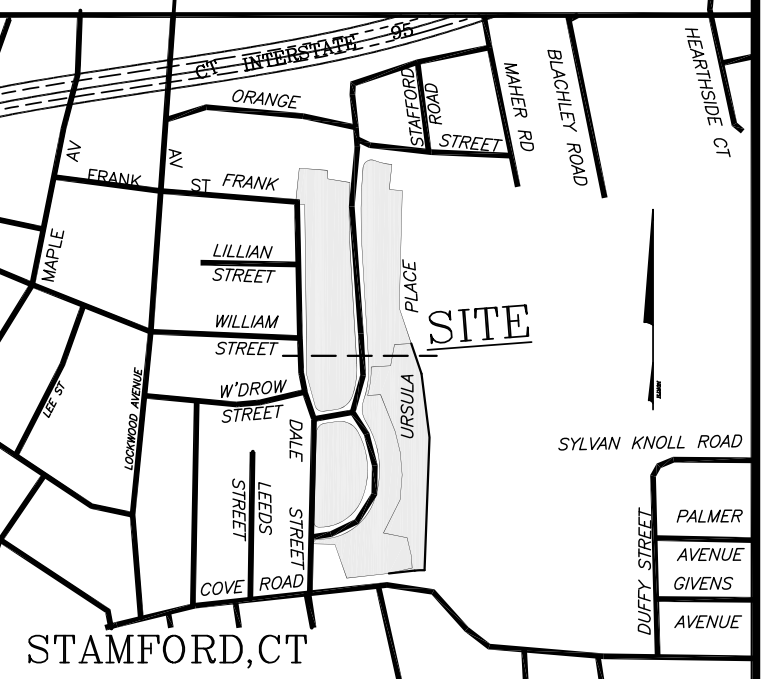 CT INTERSTATE 95
HEARTHSIDE CT
BLACHLEY ROAD
MAHER RD
STAFFORD
ROAD
STREET
ORANGE
AV
AV
FRANK
ST FRANK
LILLIAN
STREET
MAPLE
PLACE
SITE
WILLIAM
STREET
URSULA
W'DROW
STREET
LEE ST
LOCKWOOD AVENUE
DALE
STREET
LEEDS
STREET
SYLVAN KNOLL ROAD
PALMER
AVENUE
GIVENS
AVENUE
DUFFY STREET
COVE ROAD
STAMFORD,CT